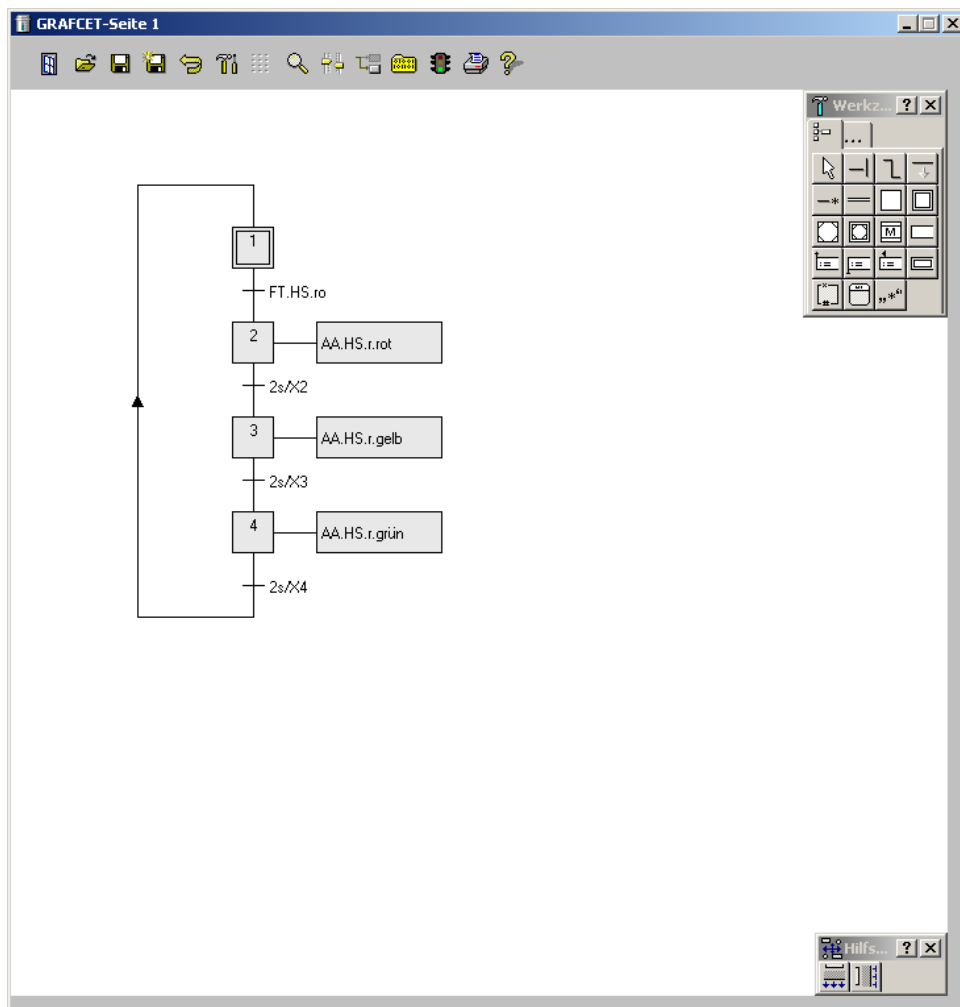 GRAFCET-Seite 1
Werkz...
...
M
1
FT.HS.ro
2 AA.HS.r.rot
2s/X2
3 AA.HS.r.gelb
2s/X3
4 AA.HS.r.grün
2s/X4
Hilfs...